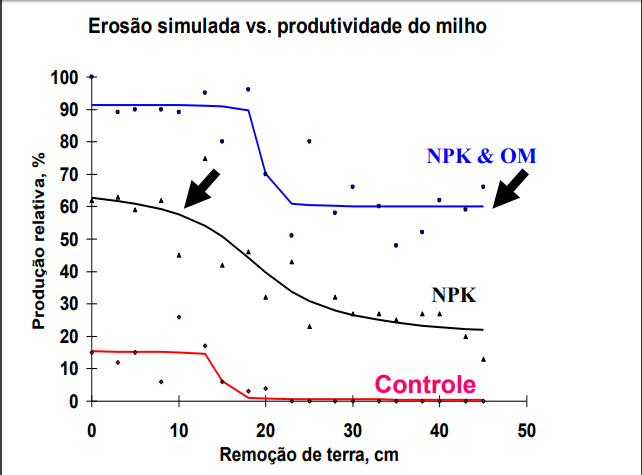 Erosão simulada vs. produtividade do milho
Produção relativa, %
100
90
80
70
60
50
40
30
20
10
0
NPK & OM
NPK
Controle
0 10 20 30 40 50
Remoção de terra, cm